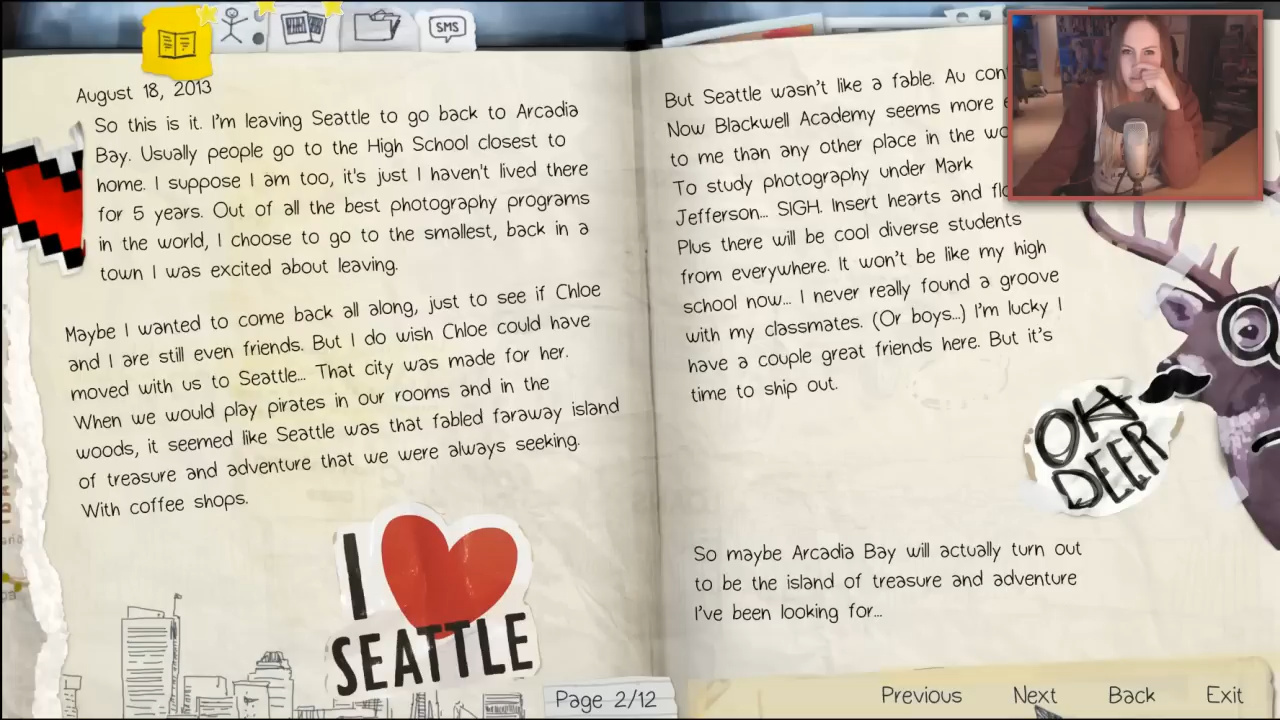 SMS
August 18, 2013
So this is it. I'm leaving Seattle to go back to Arcadia
Bay. Usually people go to the High School closest to
home. I suppose I am too, it's just I haven't lived there
for 5 years. Out of all the best photography programs
in the world, I choose to go to the smallest, back in a
town I was excited about leaving.
Maybe I wanted to come back all along, just to see if Chloe
and I are still even friends. But I do wish Chloe could have
moved with us to Seattle... That city was made for her.
When we would play pirates in our rooms and in the
woods, it seemed like Seattle was that fabled faraway island
of treasure and adventure that we were always seeking.
With coffee shops.
I
SEATTLE
But Seattle wasn't like a fable. Au
Now Blackwell Academy seems more
to me than any other place in the
To study photography under Mark
Jefferson... SIGH. Insert hearts and
Plus there will be cool diverse students
from everywhere. It won't be like my high
school now... I never really found a groove
with my classmates. (Or boys...) I'm lucky I
have a couple great friends here. But it's
time to ship out.
OH
DEER
So maybe Arcadia Bay will actually turn out
to be the island of treasure and adventure
I've been looking for...
Page 2/12
Previous Next Back Exit